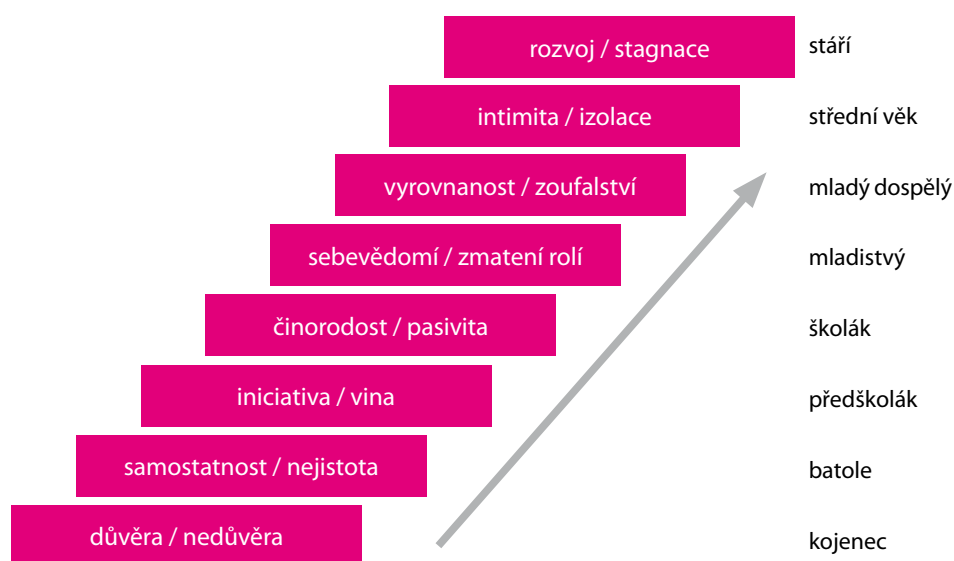 rozvoj / stagnace stáří
intimita / izolace střední věk
vyrovnanost / zoufalství mladý dospělý
sebevědomí / zmatení rolí mladistvý
činorodost / pasivita školák
iniciativa / vina předškolák
samostatnost / nejistota batole
důvěra / nedůvěra kojenec